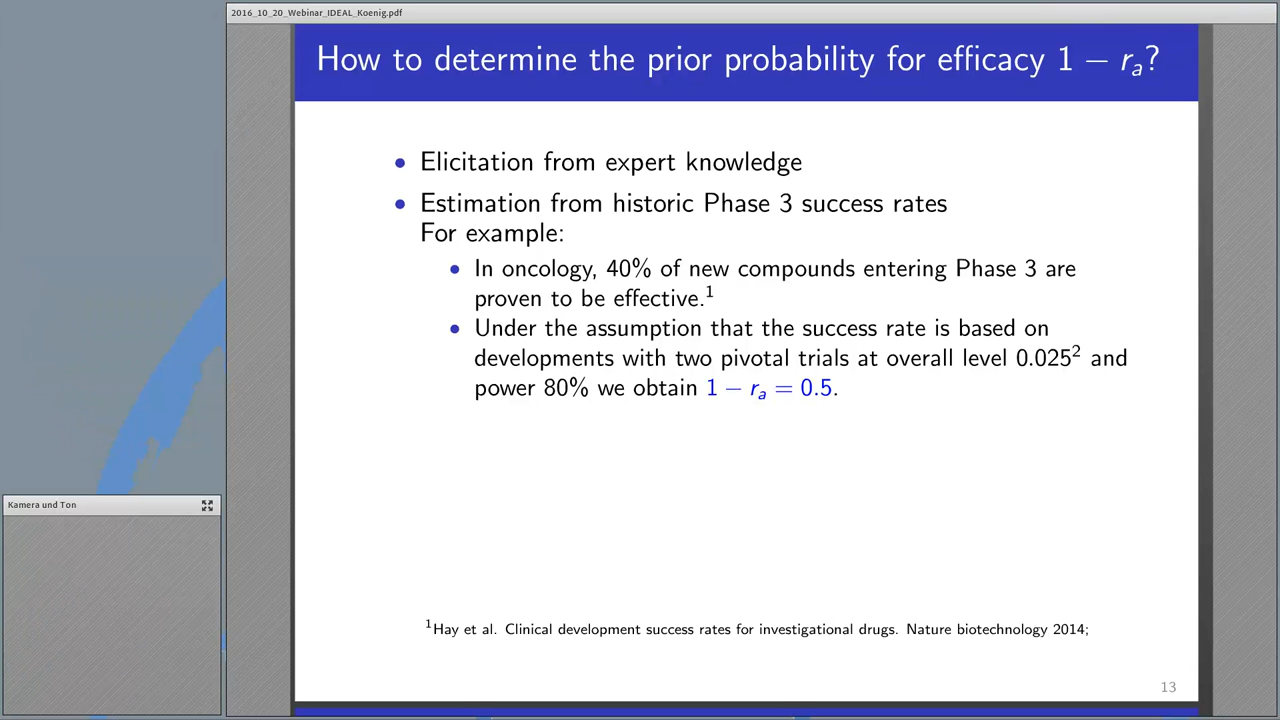 2016_10_20_Webinar_IDEAL_Koenig.pdf
How to determine the prior probability for efficacy 1 − rₐ?
• Elicitation from expert knowledge
• Estimation from historic Phase 3 success rates
For example:
• In oncology, 40% of new compounds entering Phase 3 are
proven to be effective.¹
• Under the assumption that the success rate is based on
developments with two pivotal trials at overall level 0.025² and
power 80% we obtain 1 − rₐ = 0.5.
Kamera und Ton
¹Hay et al. Clinical development success rates for investigational drugs. Nature biotechnology 2014;
13